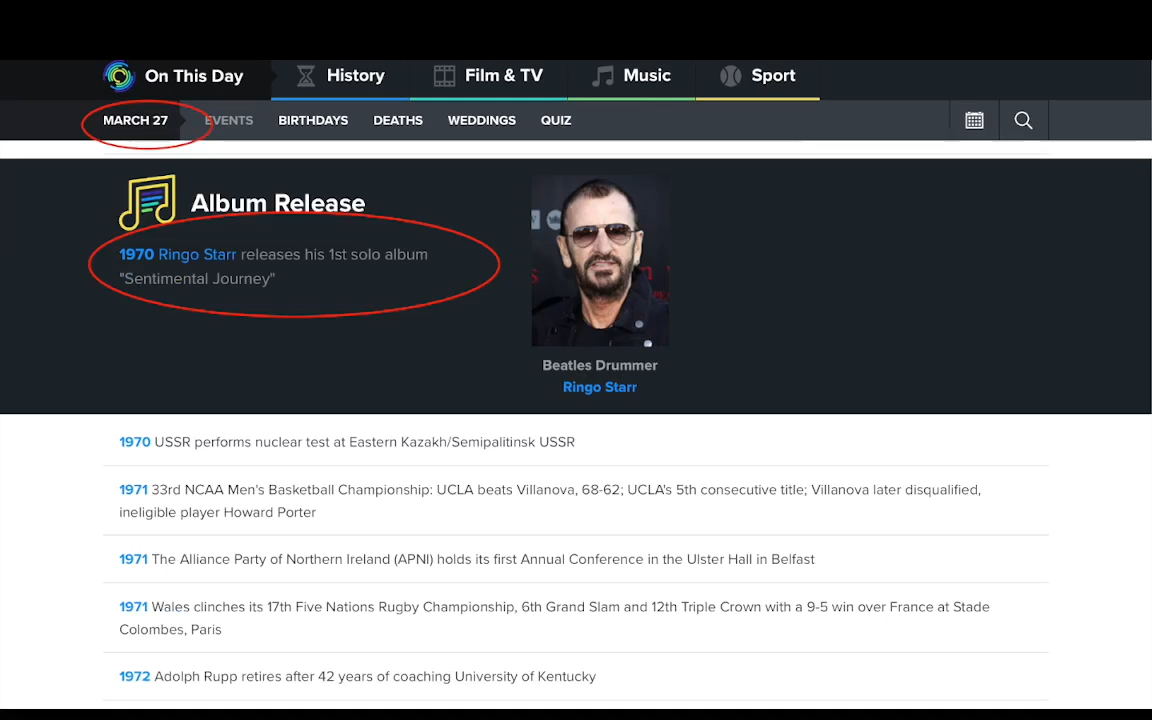 On This Day
History
Film & TV
Music
Sport
MARCH 27
EVENTS
BIRTHDAYS
DEATHS
WEDDINGS
QUIZ
Album Release
1970 Ringo Starr releases his 1st solo album
"Sentimental Journey"
Beatles Drummer
Ringo Starr
1970 USSR performs nuclear test at Eastern Kazakh/Semipalitinsk USSR
1971 33rd NCAA Men's Basketball Championship: UCLA beats Villanova, 68-62; UCLA's 5th consecutive title; Villanova later disqualified,
ineligible player Howard Porter
1971 The Alliance Party of Northern Ireland (APNI) holds its first Annual Conference in the Ulster Hall in Belfast
1971 Wales clinches its 17th Five Nations Rugby Championship, 6th Grand Slam and 12th Triple Crown with a 9-5 win over France at Stade
Colombes, Paris
1972 Adolph Rupp retires after 42 years of coaching University of Kentucky